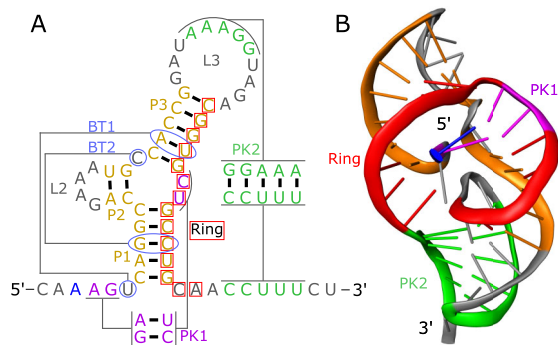 A
B
A A A G G
U A G A
U A G G
L3
P3
C C A C
C G G U G C U
BT1
BT2
C
L2
A A A G
U G
P2
C C
PK2
G G A A A
C C U U U
P1
G G A C
G C C U G
Ring
5'–C A A A G U
C A A C C U U U C U–3'
A U
G C
PK1
5'
PK1
Ring
PK2
3'